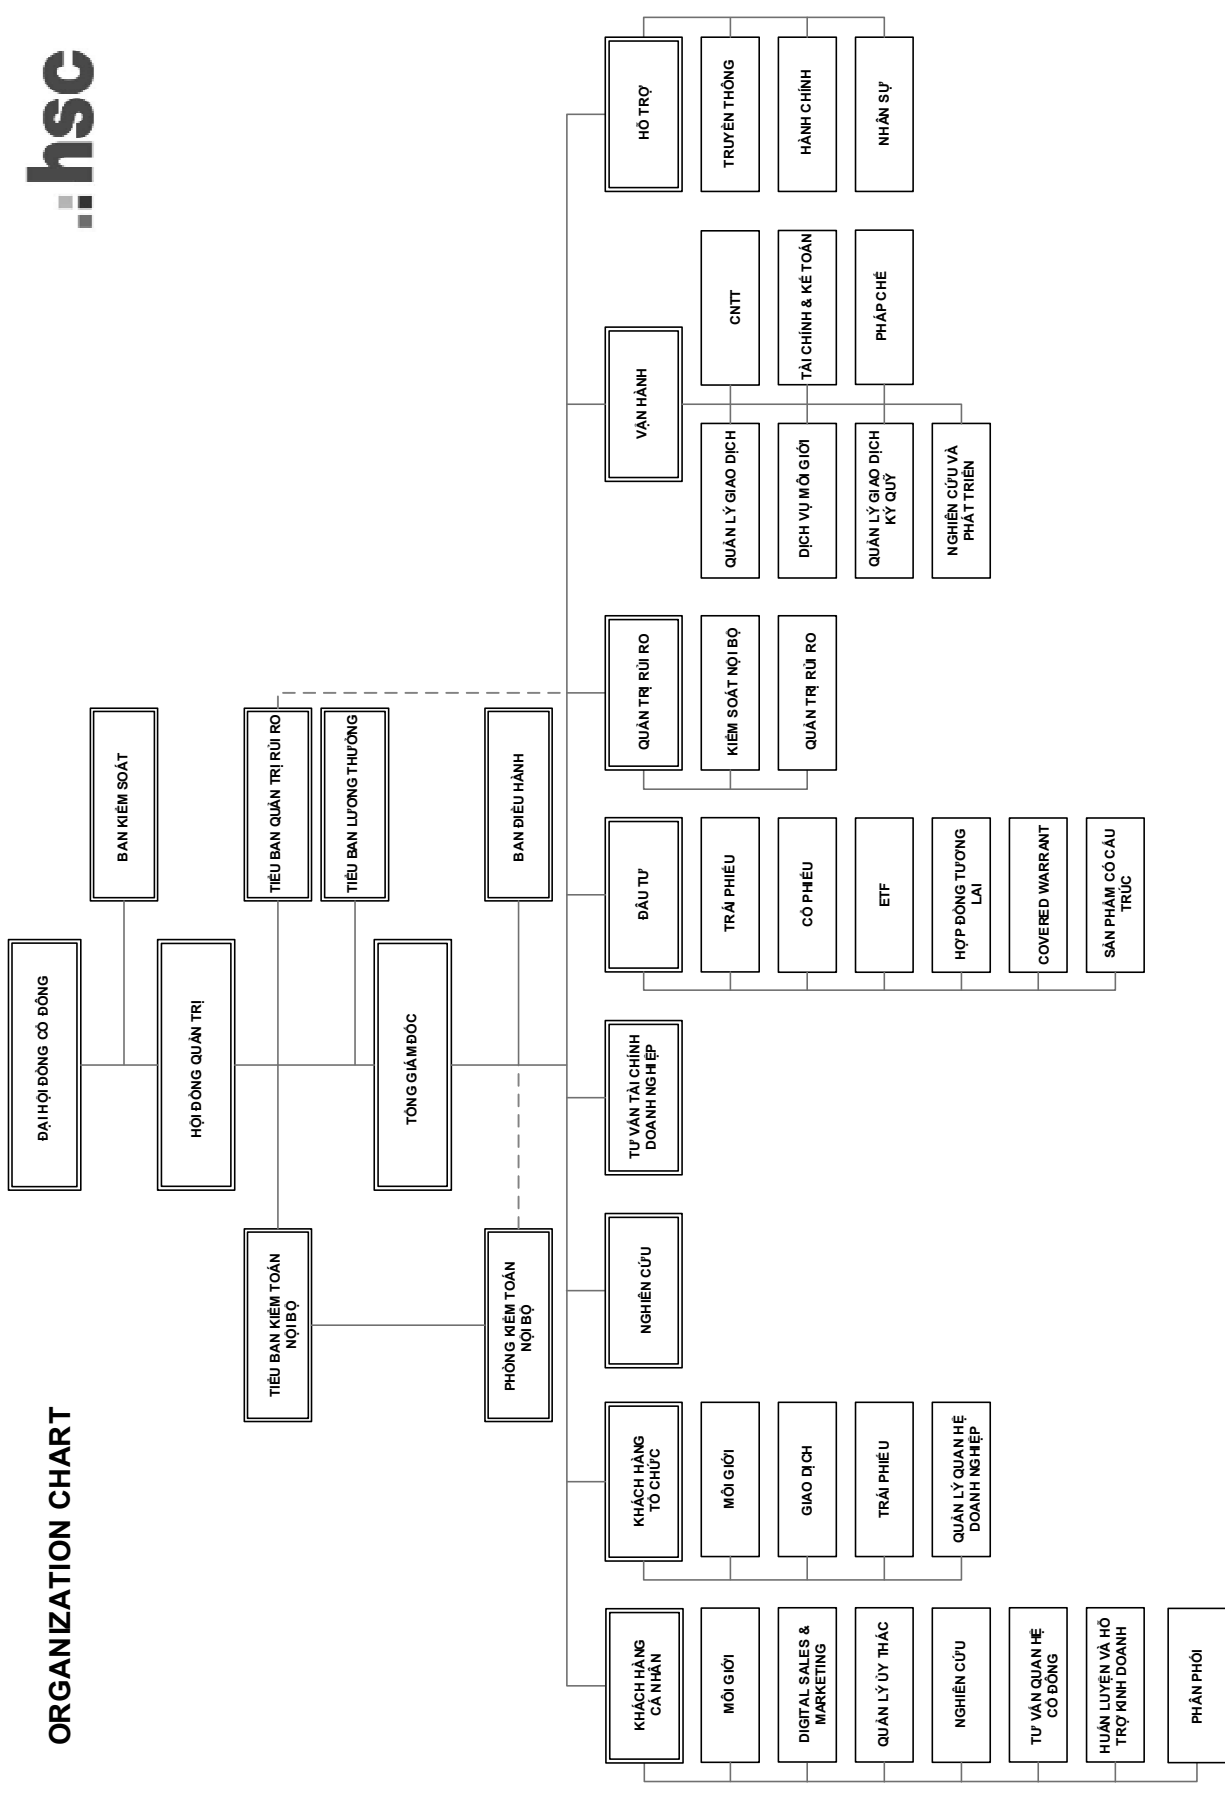 ORGANIZATION CHART
hsc
ĐẠI HỘI ĐỒNG CỔ ĐÔNG
BAN KIỂM SOÁT
HỘI ĐỒNG QUẢN TRỊ
TIỂU BAN KIỂM TOÁN
NỘI BỘ
TIỂU BAN QUẢN TRỊ RỦI RO
TIỂU BAN LƯƠNG THƯỞNG
TỔNG GIÁM ĐỐC
PHÒNG KIỂM TOÁN
NỘI BỘ
BAN ĐIỀU HÀNH
KHÁCH HÀNG
CÁ NHÂN
MÔI GIỚI
DIGITAL SALES &
MARKETING
QUẢN LÝ ỦY THÁC
NGHIÊN CỨU
TƯ VẤN QUAN HỆ
CỔ ĐÔNG
HUẤN LUYỆN VÀ HỖ
TRỢ KINH DOANH
PHÂN PHỐI
KHÁCH HÀNG
TỔ CHỨC
MÔI GIỚI
GIAO DỊCH
TRÁI PHIẾU
QUẢN LÝ QUAN HỆ
DOANH NGHIỆP
NGHIÊN CỨU
TƯ VẤN TÀI CHÍNH
DOANH NGHIỆP
ĐẦU TƯ
TRÁI PHIẾU
CỔ PHIẾU
ETF
HỢP ĐỒNG TƯƠNG
LAI
COVERED WARRANT
SẢN PHẨM CÓ CẤU
TRÚC
QUẢN TRỊ RỦI RO
KIỂM SOÁT NỘI BỘ
QUẢN TRỊ RỦI RO
VẬN HÀNH
QUẢN LÝ GIAO DỊCH
CNTT
DỊCH VỤ MÔI GIỚI
TÀI CHÍNH & KẾ TOÁN
QUẢN LÝ GIAO DỊCH
KÝ QUỸ
PHÁP CHẾ
NGHIÊN CỨU VÀ
PHÁT TRIỂN
HỖ TRỢ
TRUYỀN THÔNG
HÀNH CHÍNH
NHÂN SỰ